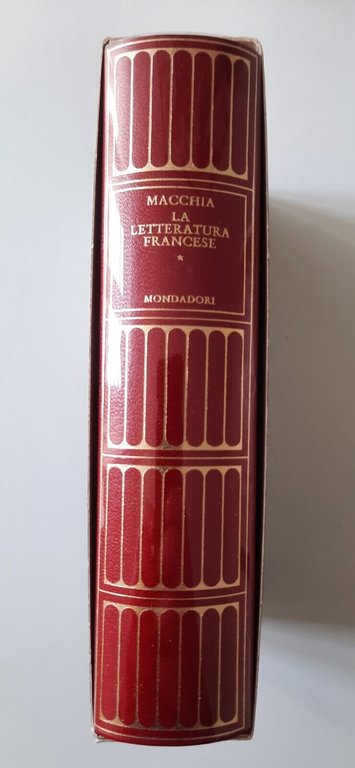 MACCHIA
LA
LETTERATURA
FRANCESE
*
MONDADORI